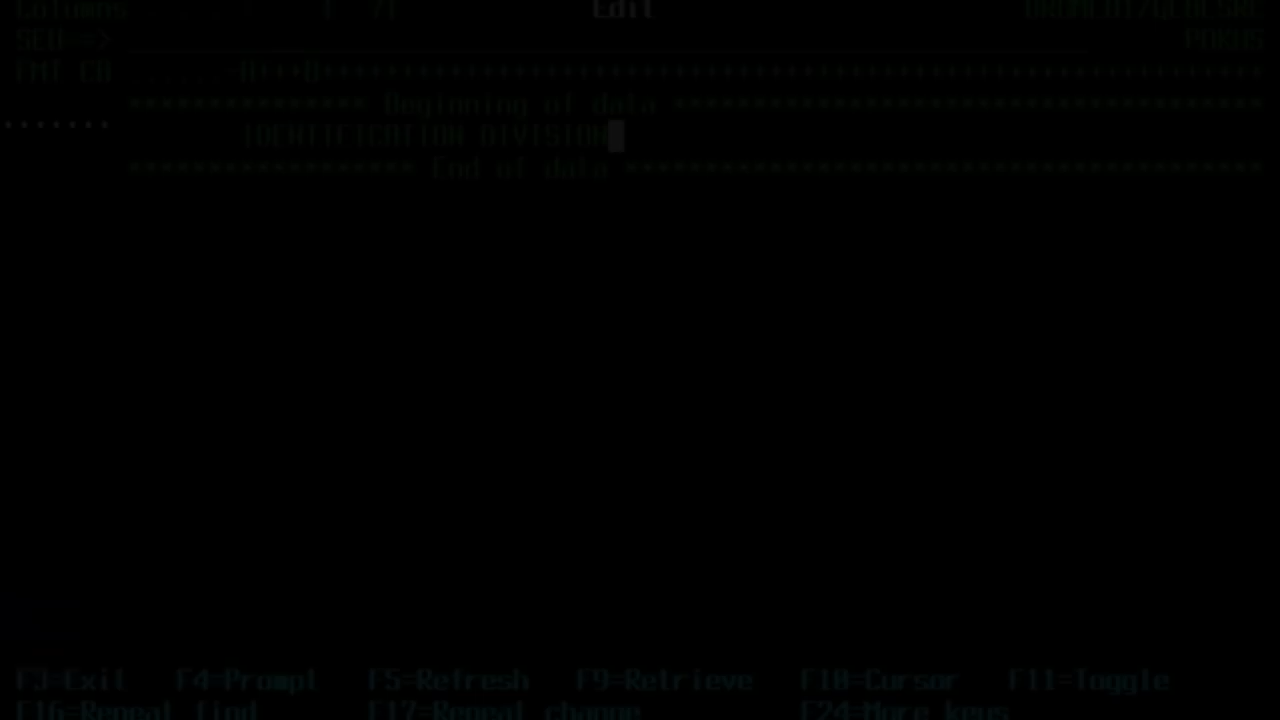 Columns . . . : 1 71 Edit
SEU==>
FMT CB
*************** Beginning of data *************************************
.......
IDENTIFICATION DIVISION
****************** End of data ****************************************
F3=Exit F4=Prompt F5=Refresh F9=Retrieve F10=Cursor F11=Toggle
F16=Repeat find F17=Repeat change F24=More keys